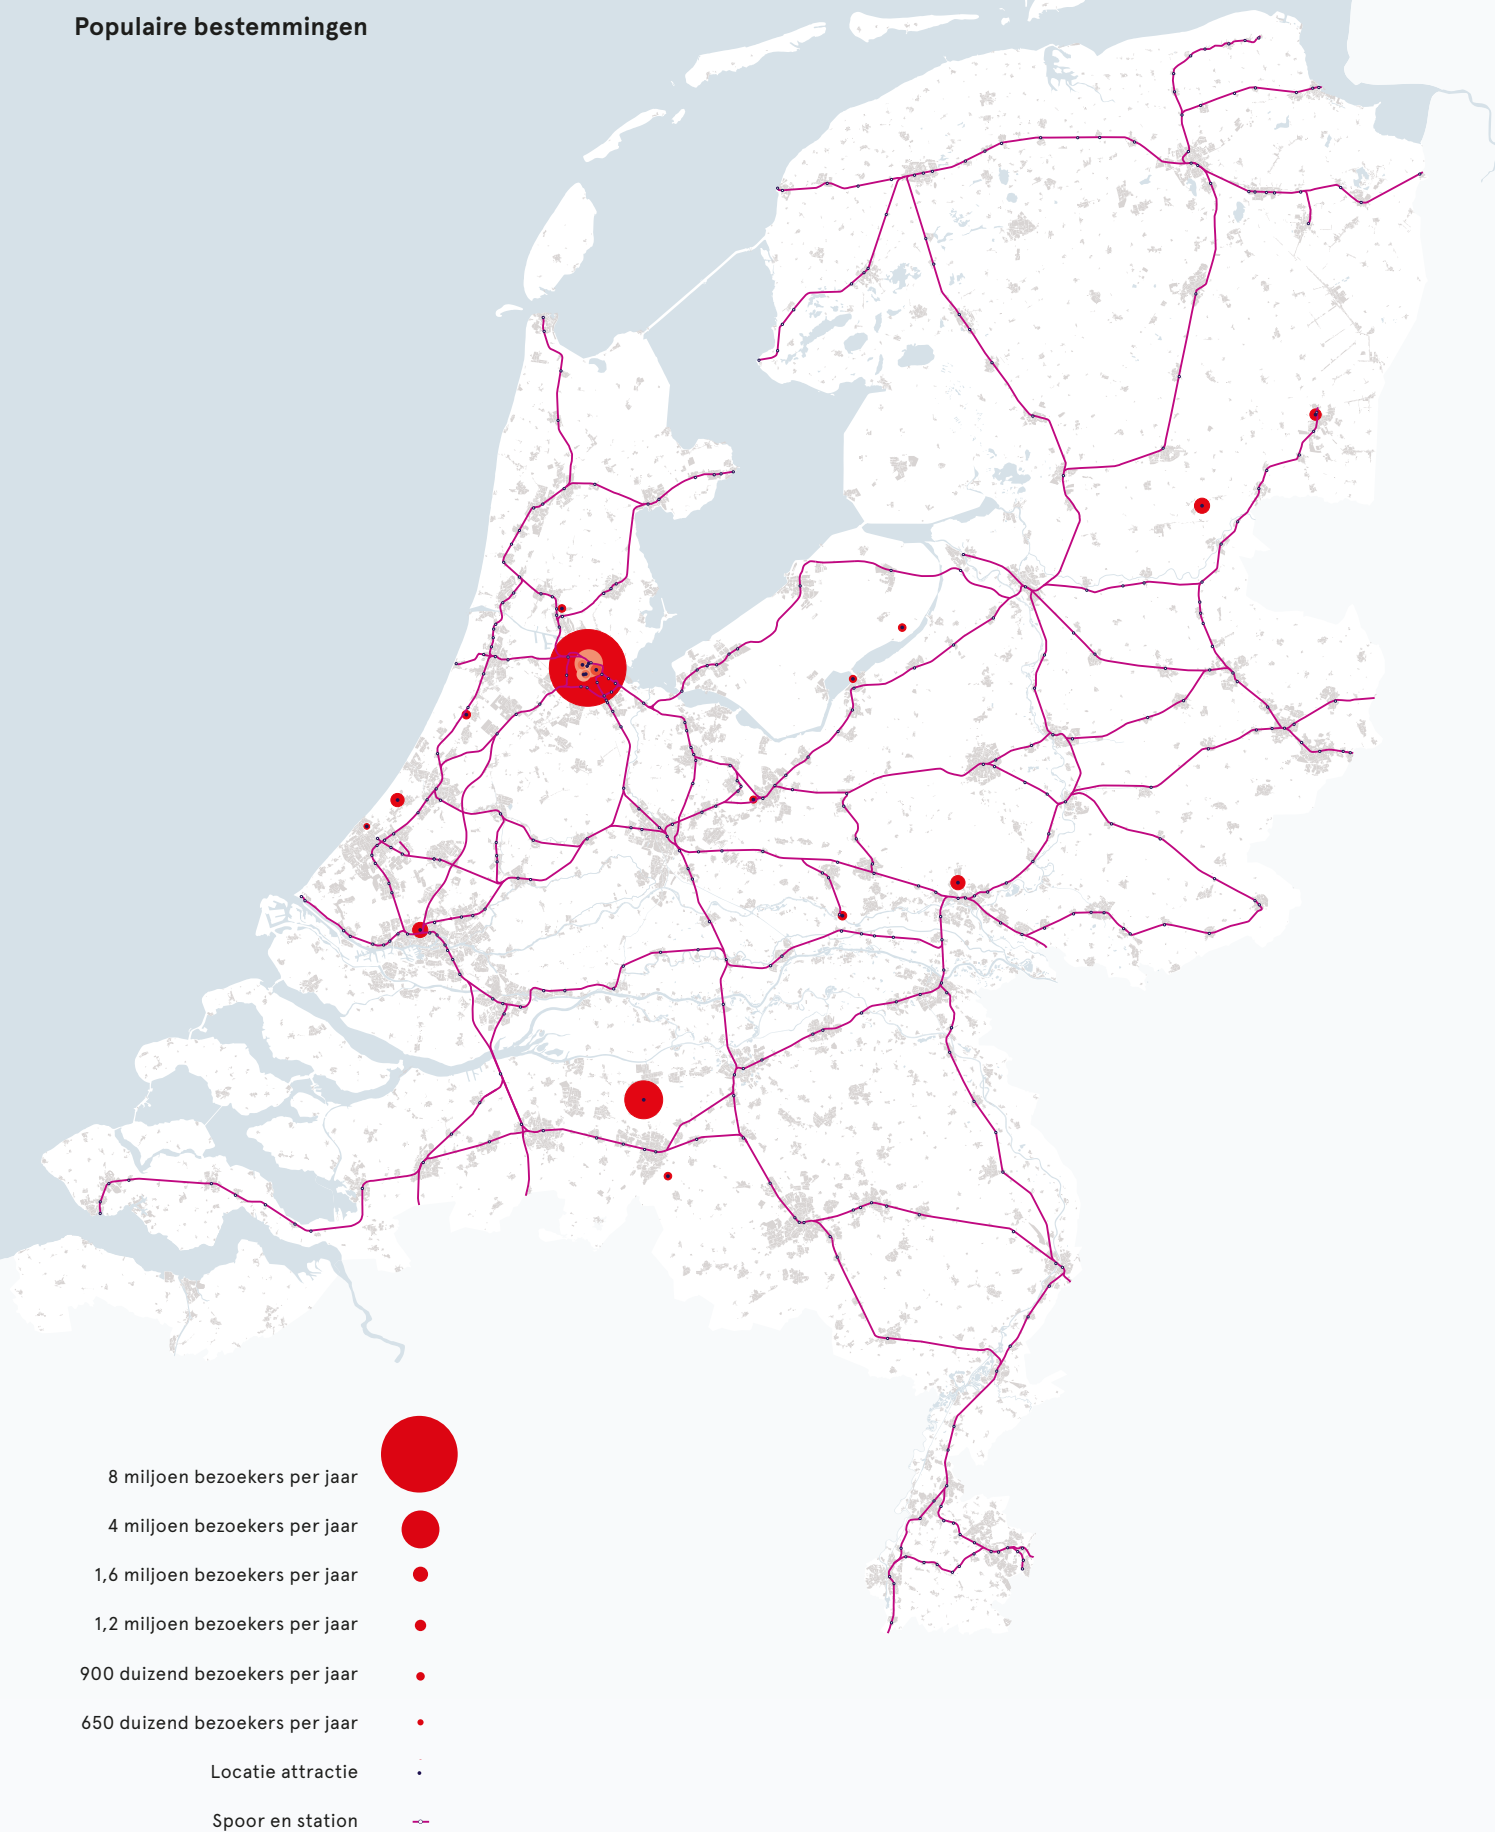 Populaire bestemmingen
8 miljoen bezoekers per jaar
4 miljoen bezoekers per jaar
1,6 miljoen bezoekers per jaar
1,2 miljoen bezoekers per jaar
900 duizend bezoekers per jaar
650 duizend bezoekers per jaar
Locatie attractie
Spoor en station